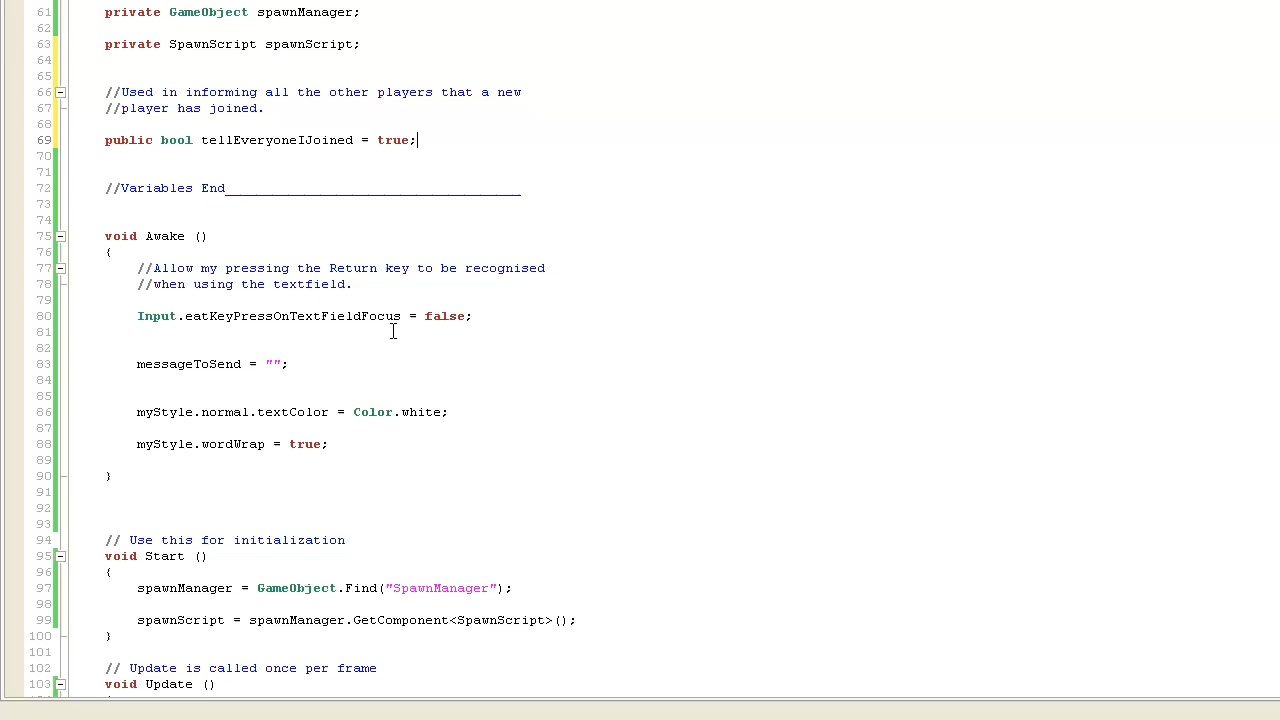 61 private GameObject spawnManager;
62
63 private SpawnScript spawnScript;
64
65
66 //Used in informing all the other players that a new
67 //player has joined.
68
69 public bool tellEveryoneIJoined = true;
70
71
72 //Variables End_____________________________________
73
74
75 void Awake ()
76 {
77 //Allow my pressing the Return key to be recognised
78 //when using the textfield.
79
80 Input.eatKeyPressOnTextFieldFocus = false;
81
82
83 messageToSend = "";
84
85
86 myStyle.normal.textColor = Color.white;
87
88 myStyle.wordWrap = true;
89
90 }
91
92
93
94 // Use this for initialization
95 void Start ()
96 {
97 spawnManager = GameObject.Find("SpawnManager");
98
99 spawnScript = spawnManager.GetComponent<SpawnScript>();
100 }
101
102 // Update is called once per frame
103 void Update ()